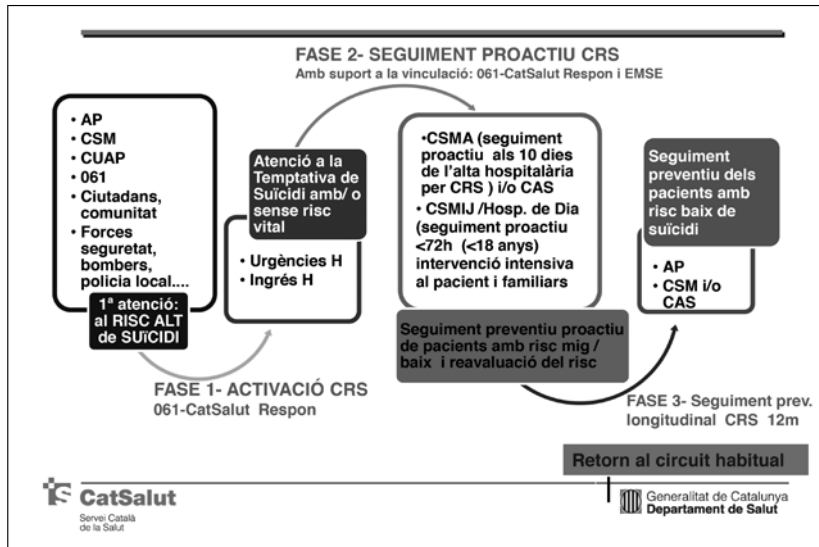 FASE 2- SEGUIMENT PROACTIU CRS
Amb suport a la vinculació: 061-CatSalut Respon i EMSE
• AP
• CSM
• CUAP
• 061
• Ciutadans,
comunitat
• Forces
seguretat,
bombers,
policia local....
1ª atenció:
al RISC ALT
de SUÏCIDI
Atenció a la
Temptativa de
Suïcidi amb/ o
sense risc
vital
• Urgències H
• Ingrés H
FASE 1- ACTIVACIÓ CRS
061-CatSalut Respon
•CSMA (seguiment
proactiu als 10 dies
de l'alta hospitalària
per CRS ) i/o CAS
• CSMIJ /Hosp. de Dia
(seguiment proactiu
<72h (<18 anys)
intervenció intensiva
al pacient i familiars
Seguiment preventiu proactiu
de pacients amb risc mig /
baix i reavaluació del risc
Seguiment
preventiu dels
pacients amb
risc baix de
suïcidi
• AP
• CSM i/o
CAS
FASE 3- Seguiment prev.
longitudinal CRS 12m
Retorn al circuit habitual
CatSalut
Servei Català
de la Salut
Generalitat de Catalunya
Departament de Salut